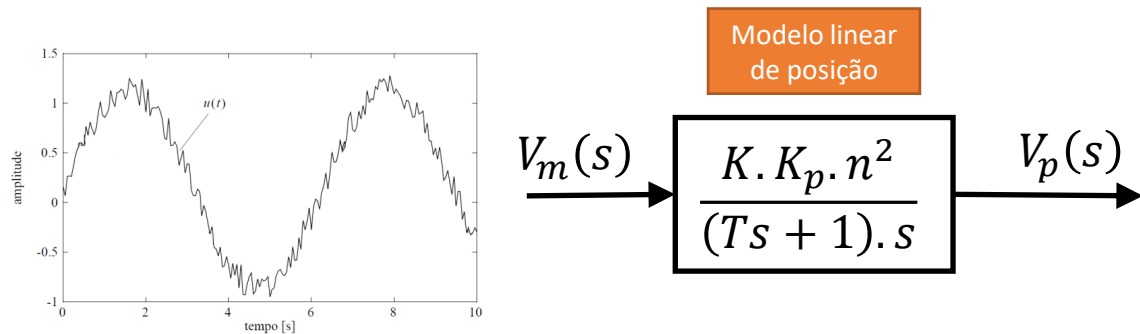 1.5
1
0.5
0
-0.5
-1
amplitude
u(t)
0 2 4 6 8 10
tempo [s]
Modelo linear
de posição
V_m(s)
K.K_p.n^2
(Ts + 1).s
V_p(s)